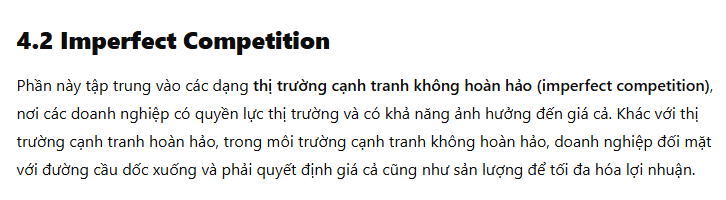 4.2 Imperfect Competition
Phần này tập trung vào các dạng thị trường cạnh tranh không hoàn hảo (imperfect competition),
nơi các doanh nghiệp có quyền lực thị trường và có khả năng ảnh hưởng đến giá cả. Khác với thị
trường cạnh tranh hoàn hảo, trong môi trường cạnh tranh không hoàn hảo, doanh nghiệp đối mặt
với đường cầu dốc xuống và phải quyết định giá cả cũng như sản lượng để tối đa hóa lợi nhuận.